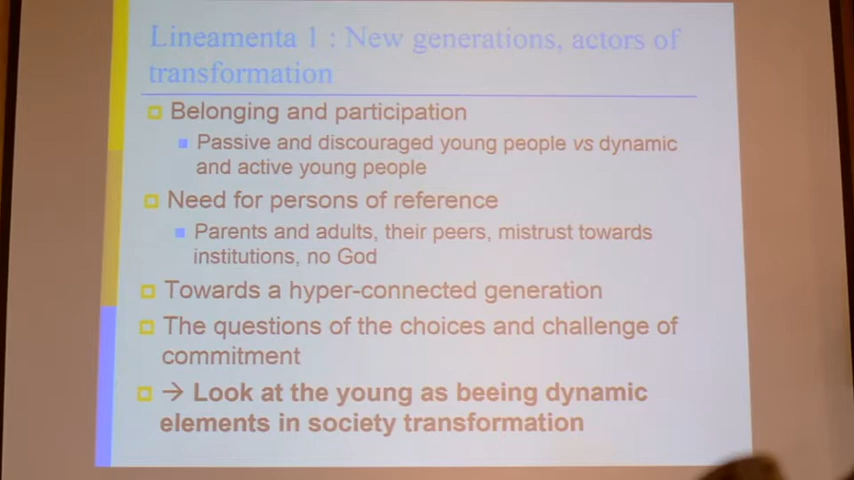 Lineamenta 1 : New generations, actors of
transformation
Belonging and participation
Passive and discouraged young people vs dynamic
and active young people
Need for persons of reference
Parents and adults, their peers, mistrust towards
institutions, no God
Towards a hyper-connected generation
The questions of the choices and challenge of
commitment
→ Look at the young as beeing dynamic
elements in society transformation